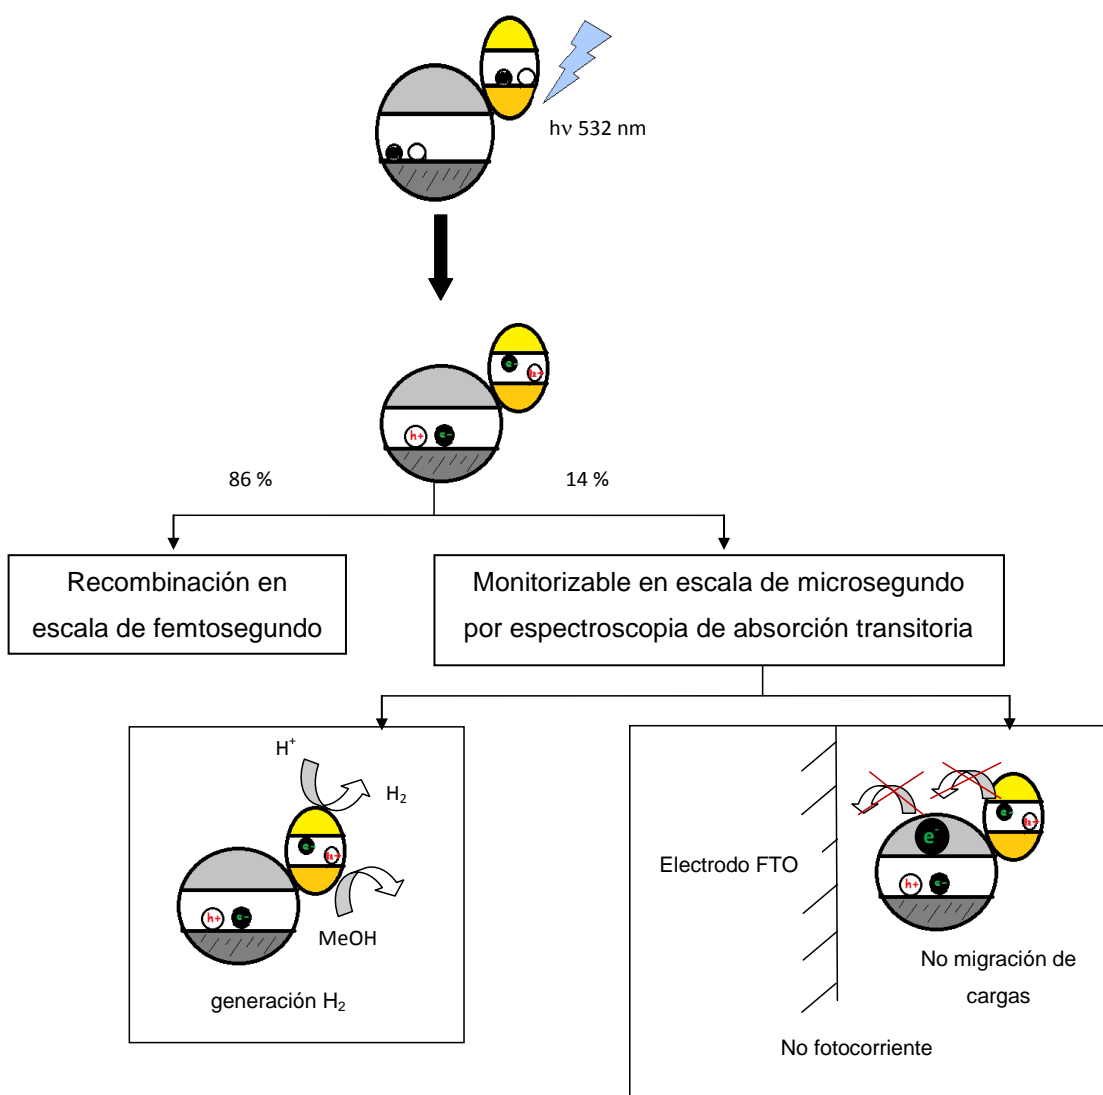 hν 532 nm
e-
h+
h+
e-
86 %
14 %
Recombinación en
escala de femtosegundo
Monitorizable en escala de microsegundo
por espectroscopia de absorción transitoria
H⁺
H₂
e-
h+
h+
e-
MeOH
generación H₂
Electrodo FTO
e-
h+
e⁻
h+
e-
No migración de
cargas
No fotocorriente